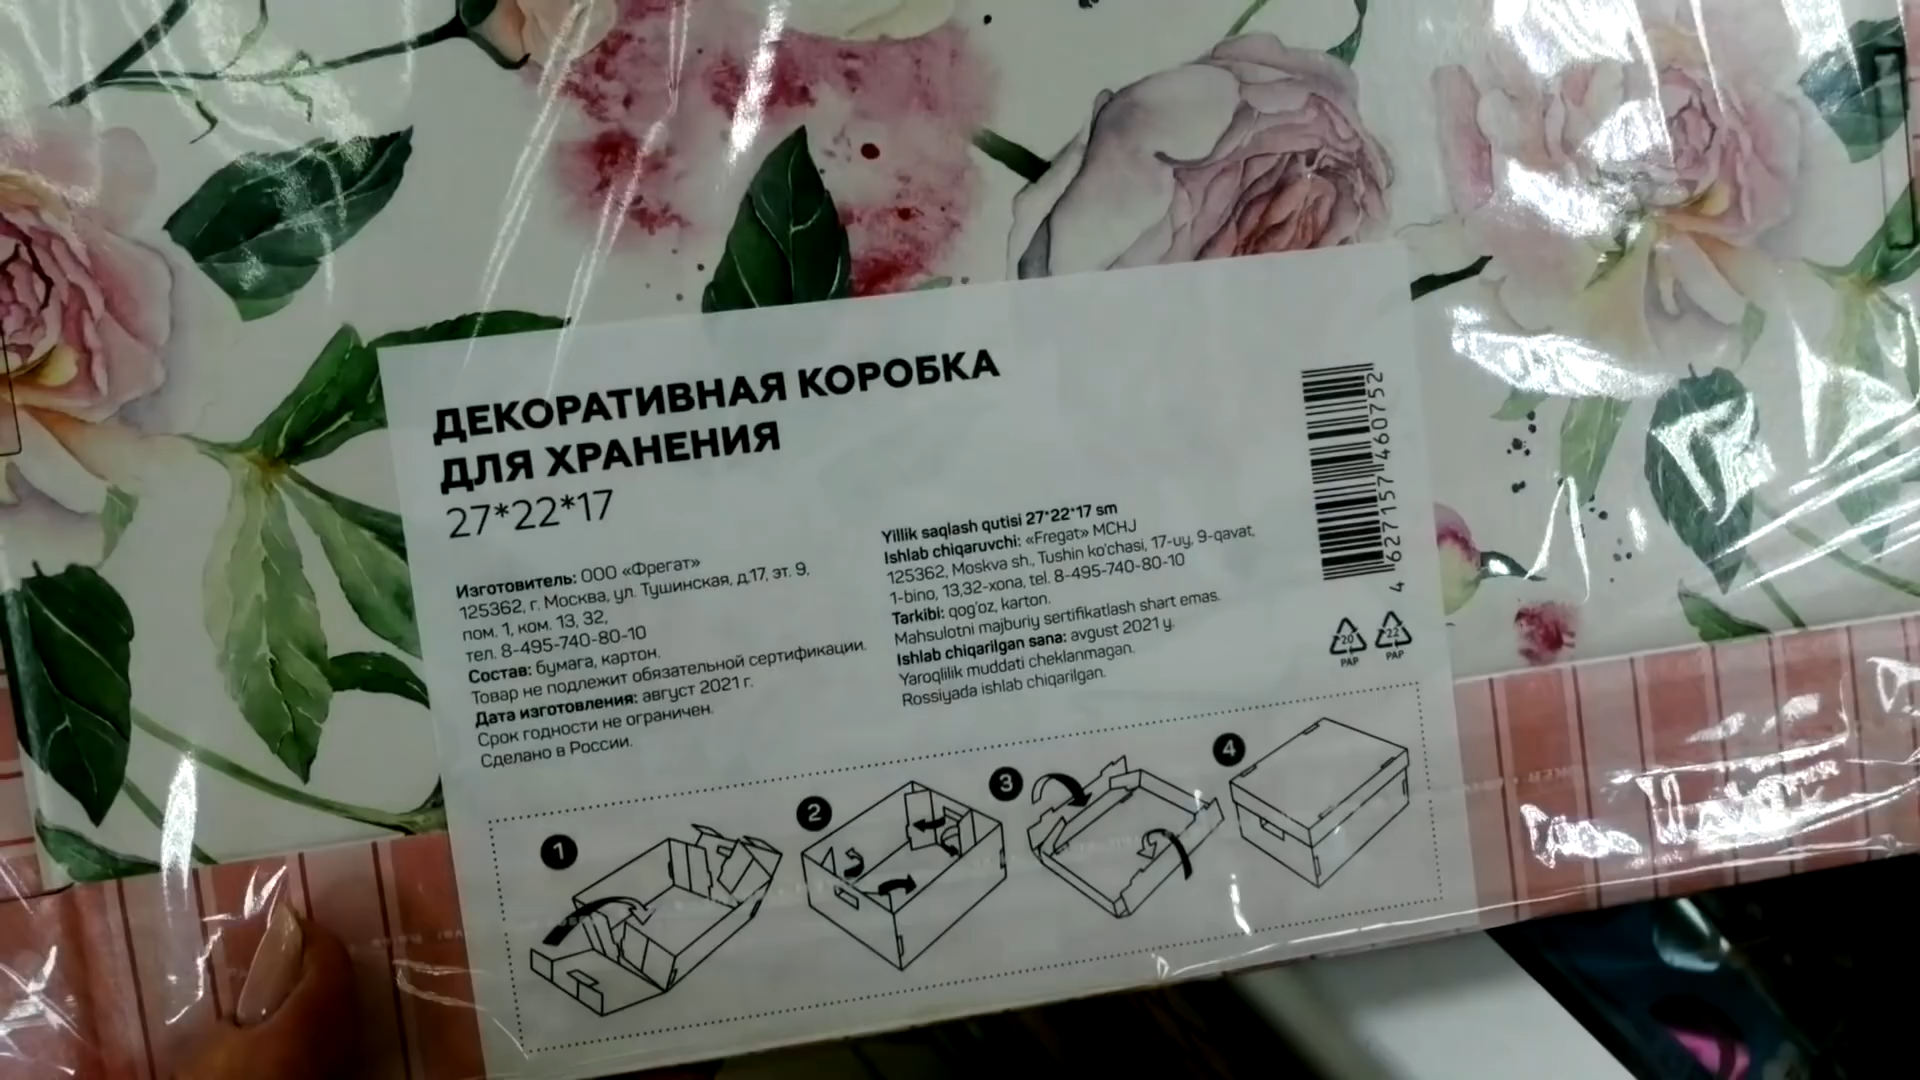 ДЕКОРАТИВНАЯ КОРОБКА
ДЛЯ ХРАНЕНИЯ
27*22*17
Изготовитель: ООО «Фрегат»
125362, г. Москва, ул. Тушинская, д.17, эт. 9,
пом. 1, ком. 13, 32,
тел. 8-495-740-80-10
Состав: бумага, картон.
Товар не подлежит обязательной сертификации.
Дата изготовления: август 2021 г.
Срок годности не ограничен.
Сделано в России.
Yillik saqlash qutisi 27*22*17 sm
Ishlab chiqaruvchi: «Fregat» MCHJ
125362, Moskva sh., Tushin ko'chasi, 17-uy, 9-qavat,
1-bino, 13,32-xona, tel. 8-495-740-80-10
Tarkibi: qog'oz, karton.
Mahsulotni majburiy sertifikatlash shart emas.
Ishlab chiqarilgan sana: avgust 2021 y.
Yaroqlilik muddati cheklanmagan.
Rossiyada ishlab chiqarilgan.
4 627157 460752
20 22
PAP PAP
1 2 3 4